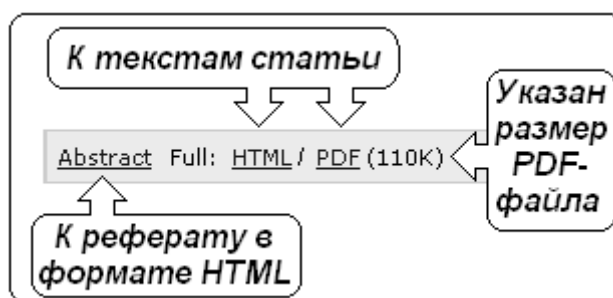 К текстам статьи
Указан
размер
PDF-
файла
Abstract Full: HTML / PDF (110K)
К реферату в
формате HTML